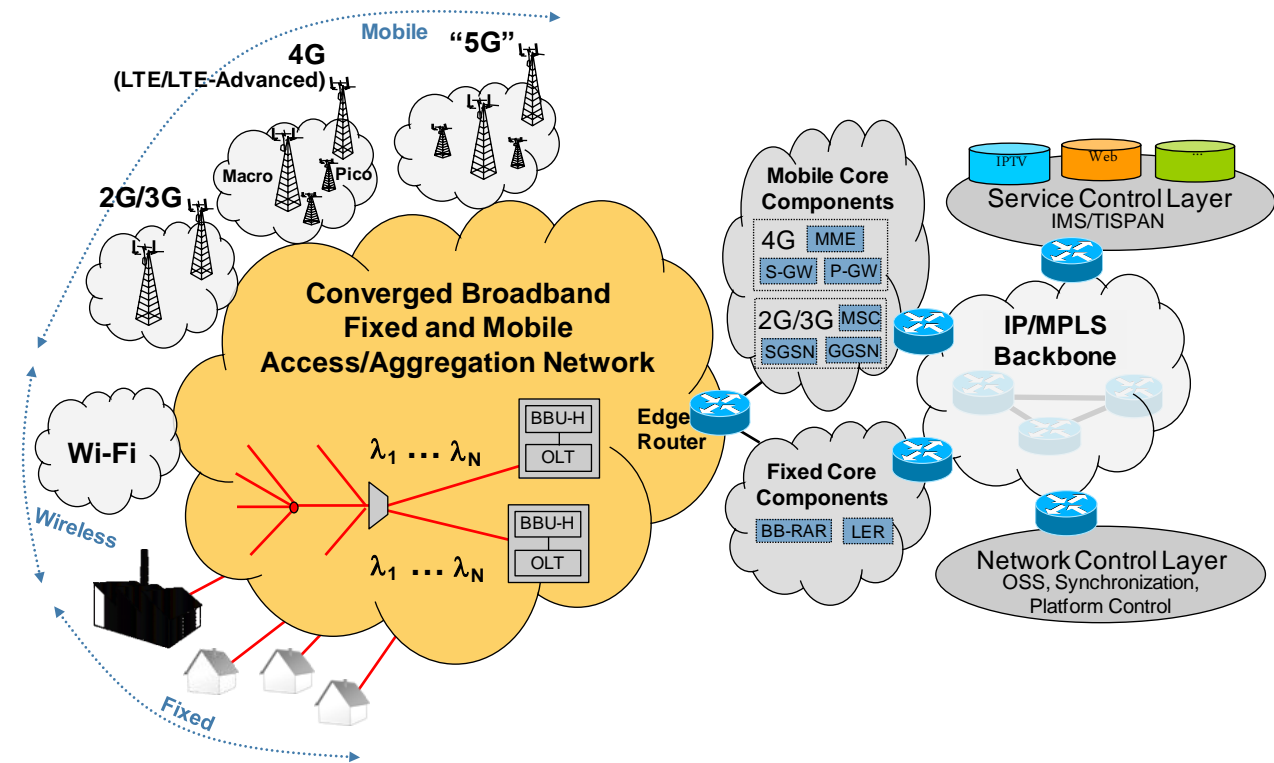 Mobile
4G
(LTE/LTE-Advanced)
“5G”
Macro
Pico
2G/3G
Wi-Fi
Wireless
Fixed
Converged Broadband
Fixed and Mobile
Access/Aggregation Network
λ1 ... λN
BBU-H
OLT
BBU-H
OLT
λ1 ... λN
Edge
Router
Mobile Core
Components
4G
MME
S-GW
P-GW
2G/3G
MSC
SGSN
GGSN
Fixed Core
Components
BB-RAR
LER
IPTV
Web
...
Service Control Layer
IMS/TISPAN
IP/MPLS
Backbone
Network Control Layer
OSS, Synchronization,
Platform Control